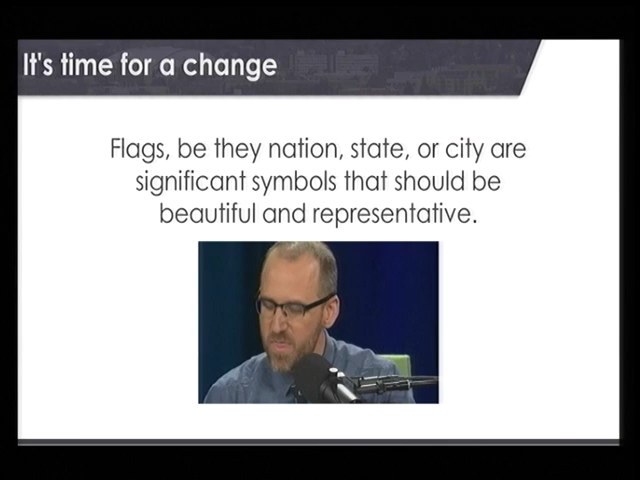 It's time for a change
Flags, be they nation, state, or city are
significant symbols that should be
beautiful and representative.